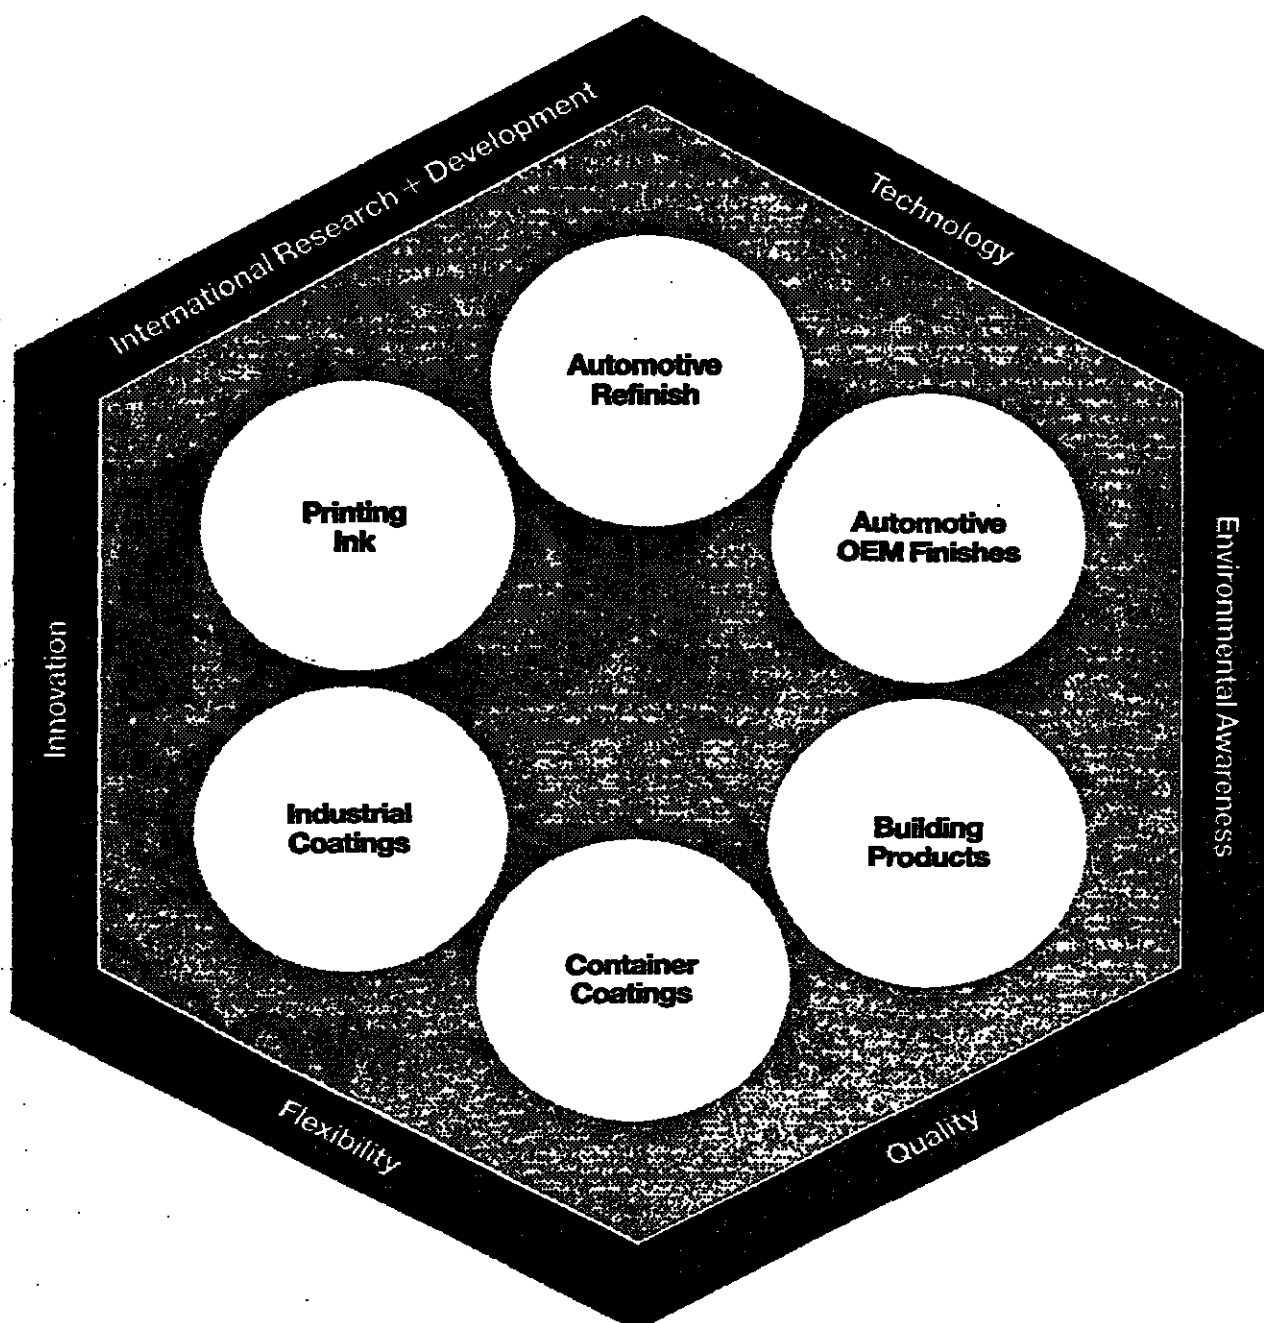 International Research + Development
Technology
Automotive
Refinish
Printing
Ink
Automotive
OEM Finishes
Innovation
Environmental Awareness
Industrial
Coatings
Building
Products
Container
Coatings
Flexibility
Quality